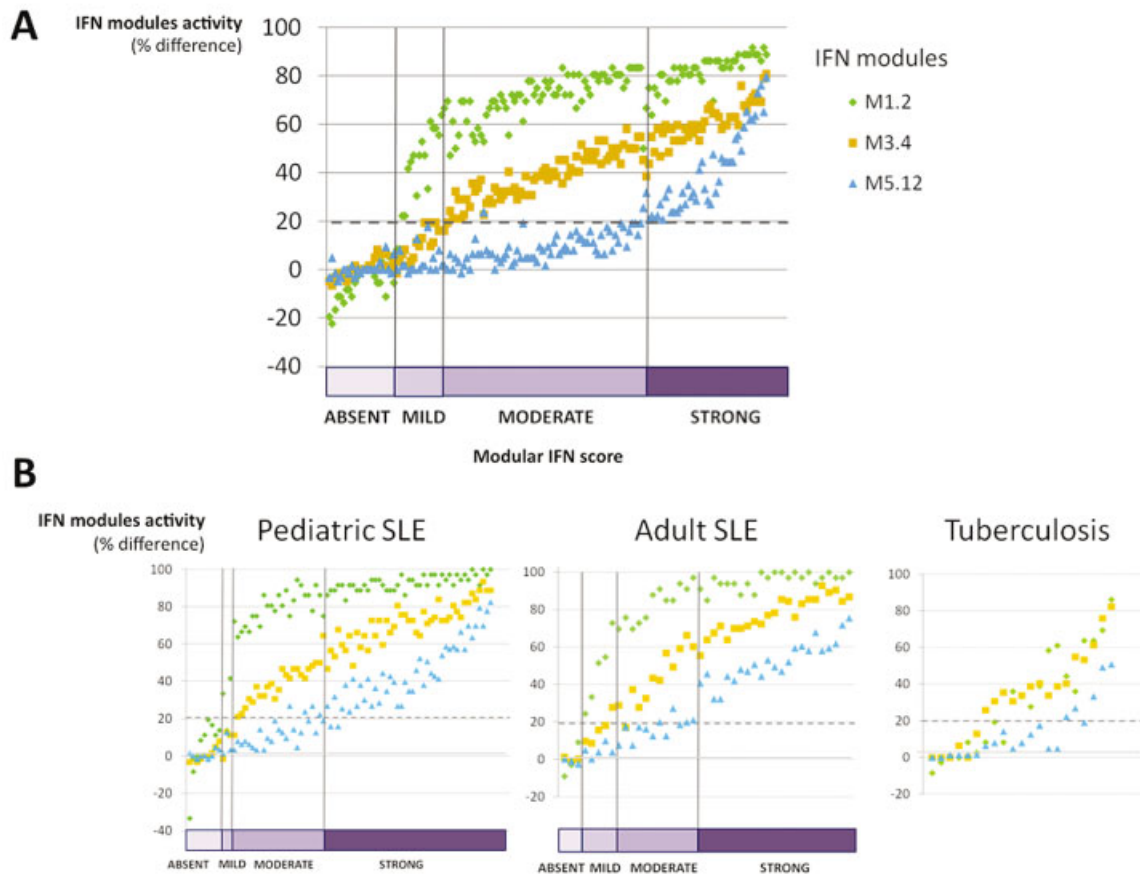 A
IFN modules activity
(% difference)
100
80
60
40
20
0
-20
-40
IFN modules
M1.2
M3.4
M5.12
ABSENT MILD MODERATE STRONG
Modular IFN score
B
IFN modules activity
(% difference)
Pediatric SLE
Adult SLE
Tuberculosis
100
80
60
40
20
0
-20
-40
ABSENT MILD MODERATE STRONG
100
80
60
40
20
0
-20
ABSENT MILD MODERATE STRONG
100
80
60
40
20
0
-20